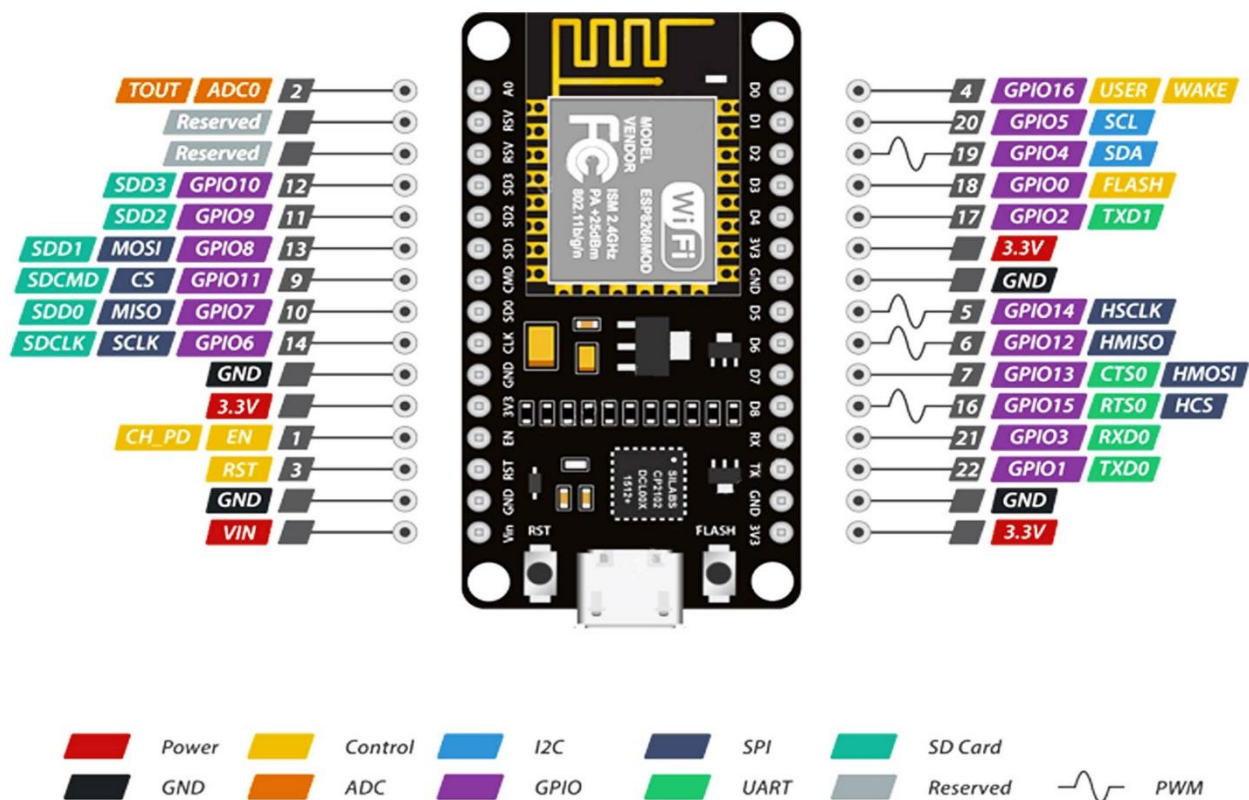 TOUT ADC0 2
Reserved
Reserved
SDD3 GPIO10 12
SDD2 GPIO9 11
SDD1 MOSI GPIO8 13
SDCMD CS GPIO11 9
SDD0 MISO GPIO7 10
SDCLK SCLK GPIO6 14
GND
3.3V
CH_PD EN 1
RST 3
GND
VIN
A0
RSV
RSV
SD3
SD2
SD1
CMD
SD0
CLK
GND
3V3
EN
RST
GND
Vin
MODEL
VENDOR
ESP8266MOD
WiFi
FC
ISM 2.4GHz
PA +25dBm
802.11b/g/n
SILABS
CP2102
DCL00X
1512+
RST
FLASH
D0
D1
D2
D3
D4
3V3
GND
D5
D6
D7
D8
RX
TX
GND
3V3
4 GPIO16 USER WAKE
20 GPIO5 SCL
19 GPIO4 SDA
18 GPIO0 FLASH
17 GPIO2 TXD1
3.3V
GND
5 GPIO14 HSCLK
6 GPIO12 HMISO
7 GPIO13 CTS0 HMOSI
16 GPIO15 RTS0 HCS
21 GPIO3 RXD0
22 GPIO1 TXD0
GND
3.3V
Power Control I2C SPI SD Card
GND ADC GPIO UART Reserved PWM